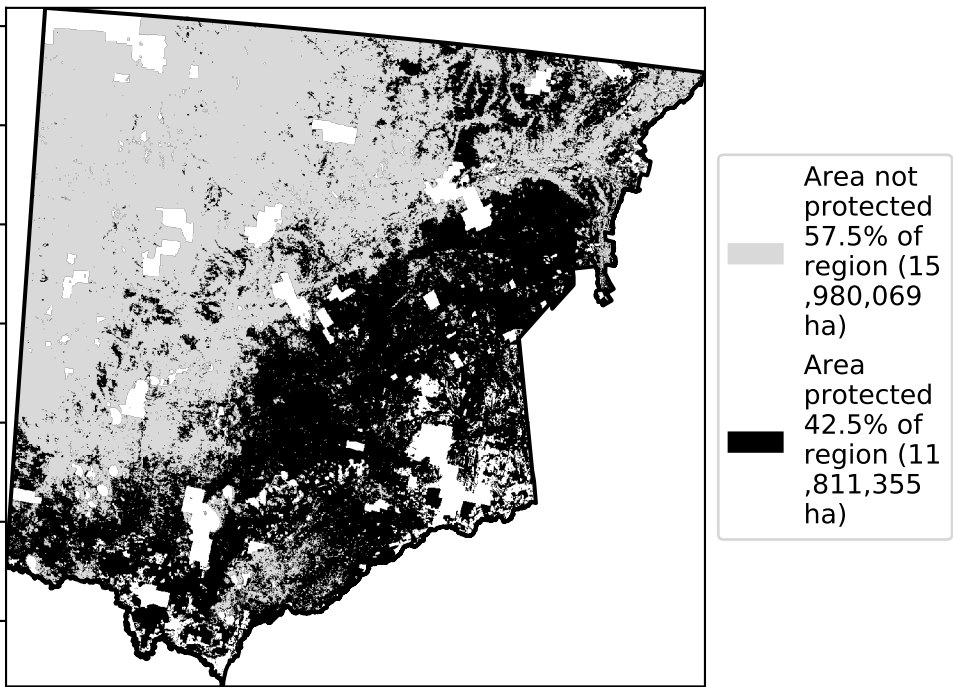 Area not
protected
57.5% of
region (15
,980,069
ha)
Area
protected
42.5% of
region (11
,811,355
ha)